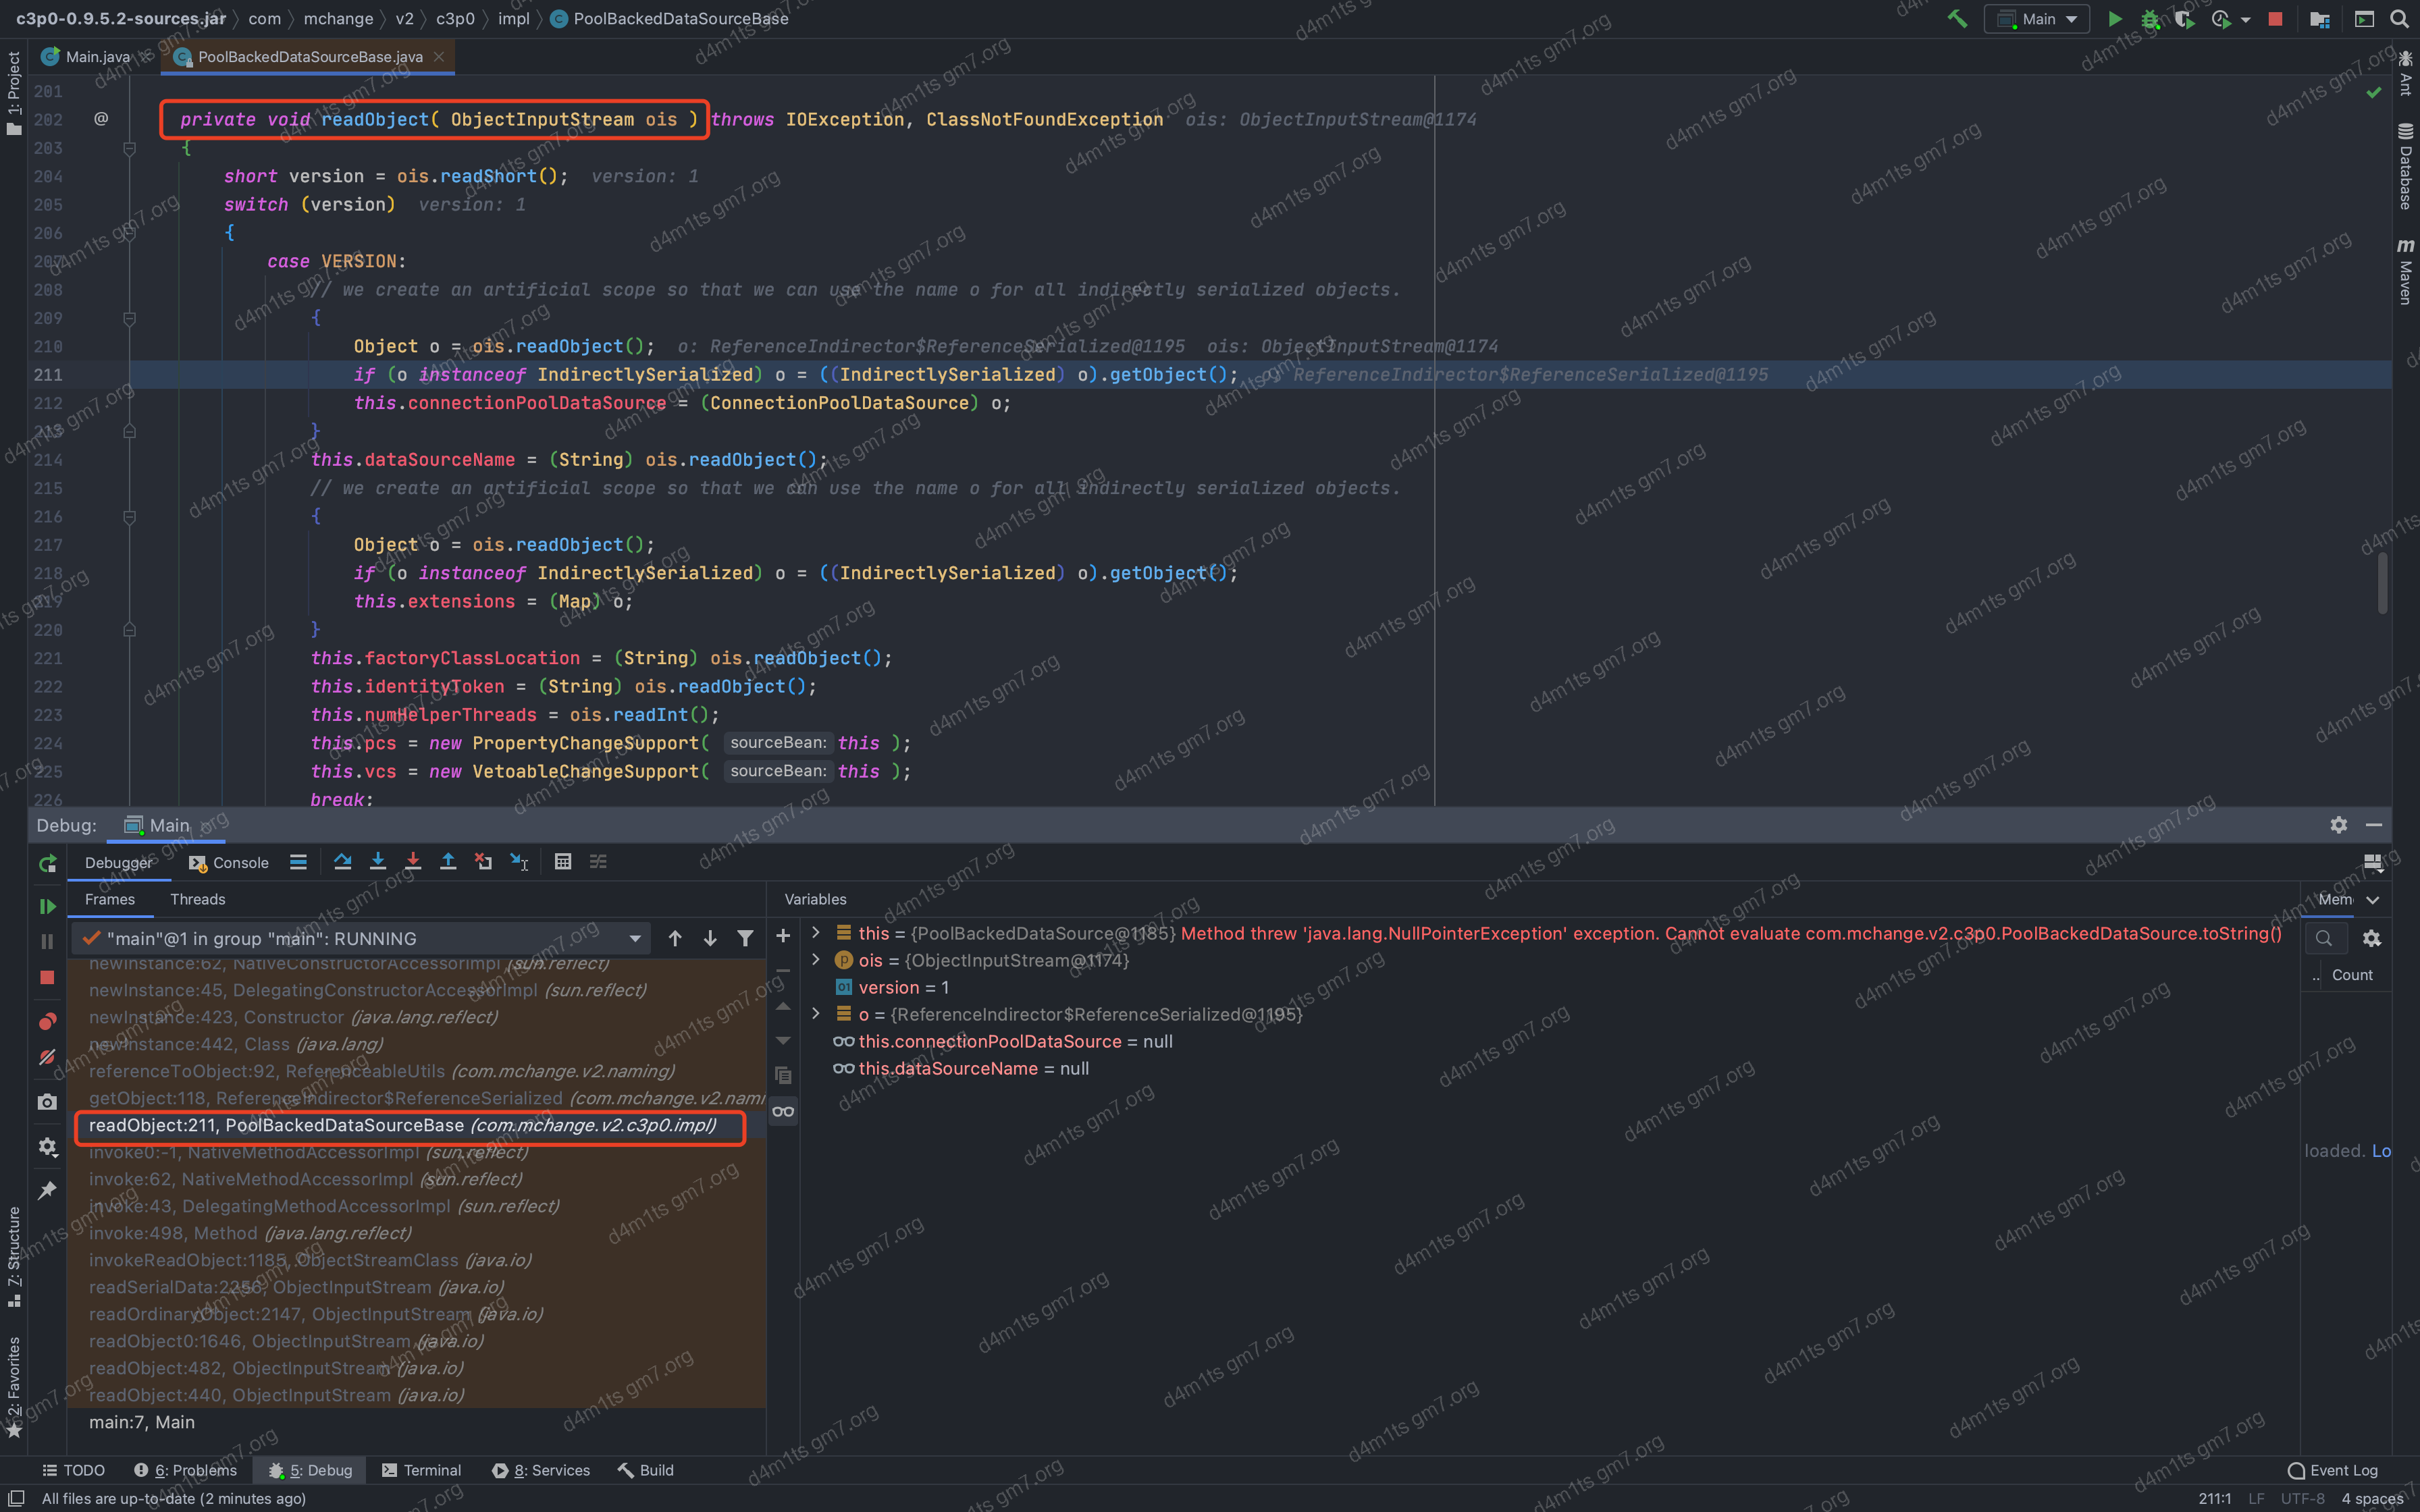 c3p0-0.9.5.2-sources.jar com mchange v2 c3p0 impl PoolBackedDataSourceBase Main
Main.java PoolBackedDataSourceBase.java
1: Project
Ant
Database
Maven
201
202 @ private void readObject( ObjectInputStream ois ) throws IOException, ClassNotFoundException ois: ObjectInputStream@1174
203 {
204 short version = ois.readShort(); version: 1
205 switch (version) version: 1
206 {
207 case VERSION:
208 // we create an artificial scope so that we can use the name o for all indirectly serialized objects.
209 {
210 Object o = ois.readObject(); o: ReferenceIndirector$ReferenceSerialized@1195 ois: ObjectInputStream@1174
211 if (o instanceof IndirectlySerialized) o = ((IndirectlySerialized) o).getObject(); o: ReferenceIndirector$ReferenceSerialized@1195
212 this.connectionPoolDataSource = (ConnectionPoolDataSource) o;
213 }
214 this.dataSourceName = (String) ois.readObject();
215 // we create an artificial scope so that we can use the name o for all indirectly serialized objects.
216 {
217 Object o = ois.readObject();
218 if (o instanceof IndirectlySerialized) o = ((IndirectlySerialized) o).getObject();
219 this.extensions = (Map) o;
220 }
221 this.factoryClassLocation = (String) ois.readObject();
222 this.identityToken = (String) ois.readObject();
223 this.numHelperThreads = ois.readInt();
224 this.pcs = new PropertyChangeSupport( sourceBean: this );
225 this.vcs = new VetoableChangeSupport( sourceBean: this );
226 break;
Debug: Main
Debugger Console
Frames Threads
"main"@1 in group "main": RUNNING
newInstance:62, NativeConstructorAccessorImpl (sun.reflect)
newInstance:45, DelegatingConstructorAccessorImpl (sun.reflect)
newInstance:423, Constructor (java.lang.reflect)
newInstance:442, Class (java.lang)
referenceToObject:92, ReferenceableUtils (com.mchange.v2.naming)
getObject:118, ReferenceIndirector$ReferenceSerialized (com.mchange.v2.nami
readObject:211, PoolBackedDataSourceBase (com.mchange.v2.c3p0.impl)
invoke0:-1, NativeMethodAccessorImpl (sun.reflect)
invoke:62, NativeMethodAccessorImpl (sun.reflect)
invoke:43, DelegatingMethodAccessorImpl (sun.reflect)
invoke:498, Method (java.lang.reflect)
invokeReadObject:1185, ObjectStreamClass (java.io)
readSerialData:2256, ObjectInputStream (java.io)
readOrdinaryObject:2147, ObjectInputStream (java.io)
readObject0:1646, ObjectInputStream (java.io)
readObject:482, ObjectInputStream (java.io)
readObject:440, ObjectInputStream (java.io)
main:7, Main
Variables
this = {PoolBackedDataSource@1185} Method threw 'java.lang.NullPointerException' exception. Cannot evaluate com.mchange.v2.c3p0.PoolBackedDataSource.toString()
ois = {ObjectInputStream@1174}
version = 1
o = {ReferenceIndirector$ReferenceSerialized@1195}
this.connectionPoolDataSource = null
this.dataSourceName = null
Mem
.. Count
loaded. Lo
7: Structure
2: Favorites
TODO 6: Problems 5: Debug Terminal 8: Services Build Event Log
All files are up-to-date (2 minutes ago) 211:1 LF UTF-8 4 spaces
d4m1ts gm7.org